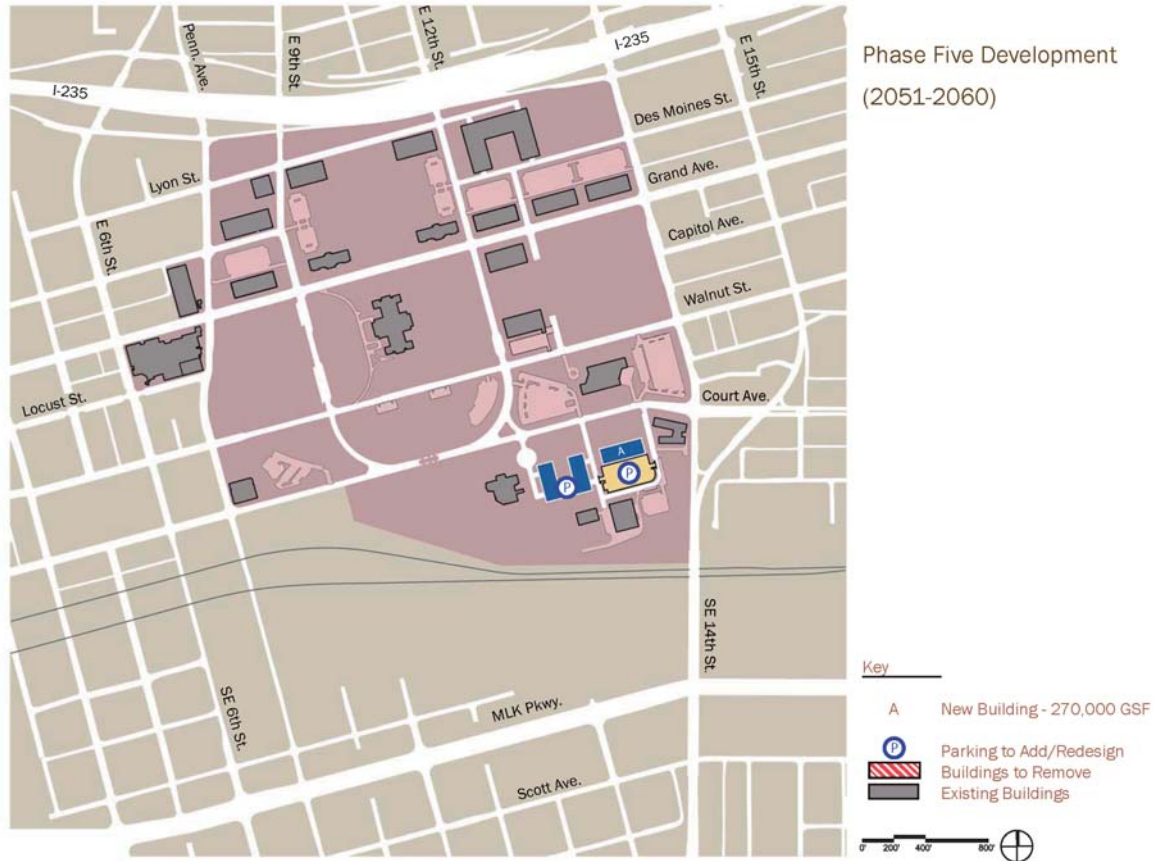 Phase Five Development
(2051-2060)
I-235
Penn. Ave.
E 9th St.
E 12th St.
I-235
E 15th St.
Des Moines St.
Lyon St.
Grand Ave.
E 6th St.
Capitol Ave.
Walnut St.
Locust St.
Court Ave.
A
P
P
SE 14th St.
SE 6th St.
MLK Pkwy.
Scott Ave.
Key
A New Building - 270,000 GSF
P Parking to Add/Redesign
Buildings to Remove
Existing Buildings
0' 200' 400' 800'